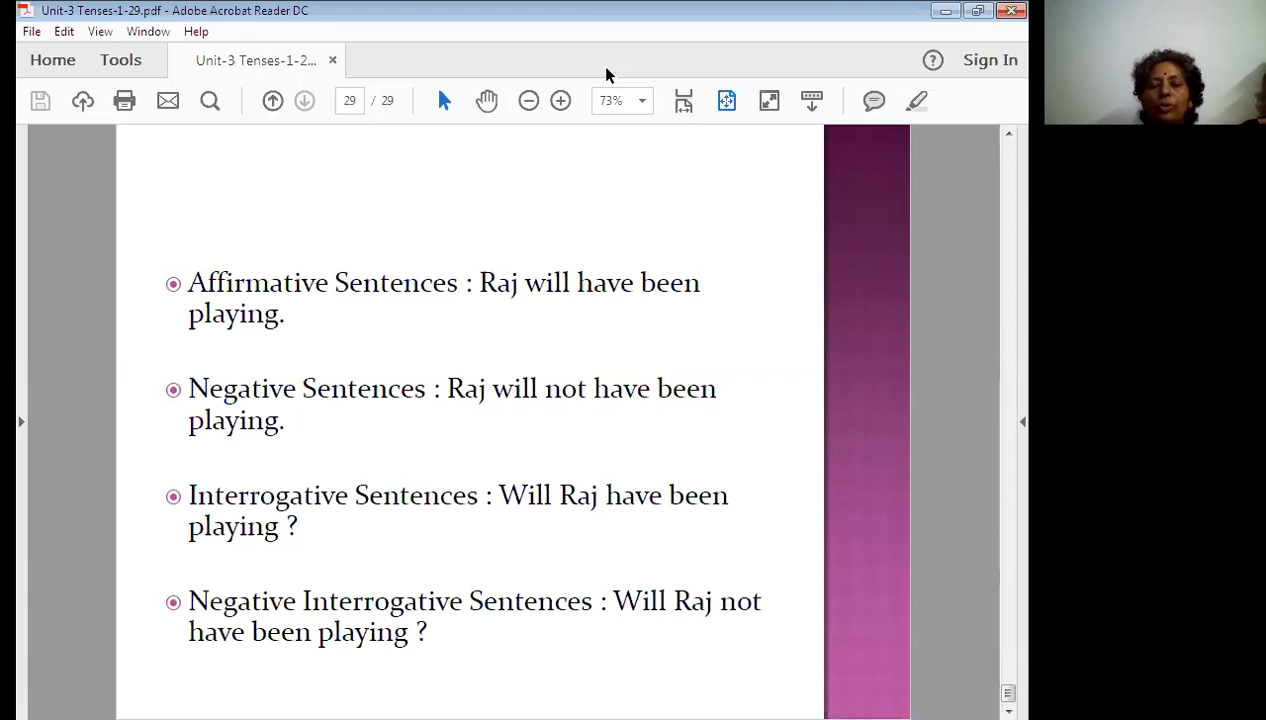 Unit-3 Tenses-1-29.pdf - Adobe Acrobat Reader DC
File Edit View Window Help
Home Tools Unit-3 Tenses-1-2... × ? Sign In
29 / 29 73%
Affirmative Sentences : Raj will have been
playing.
Negative Sentences : Raj will not have been
playing.
Interrogative Sentences : Will Raj have been
playing ?
Negative Interrogative Sentences : Will Raj not
have been playing ?